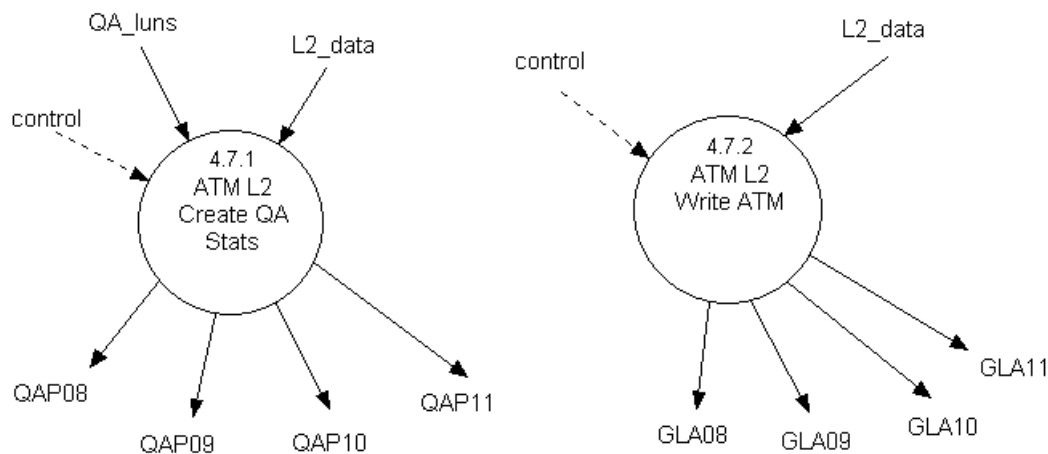 QA_luns
L2_data
control
4.7.1
ATM L2
Create QA
Stats
QAP08
QAP09
QAP10
QAP11
L2_data
control
4.7.2
ATM L2
Write ATM
GLA08
GLA09
GLA10
GLA11